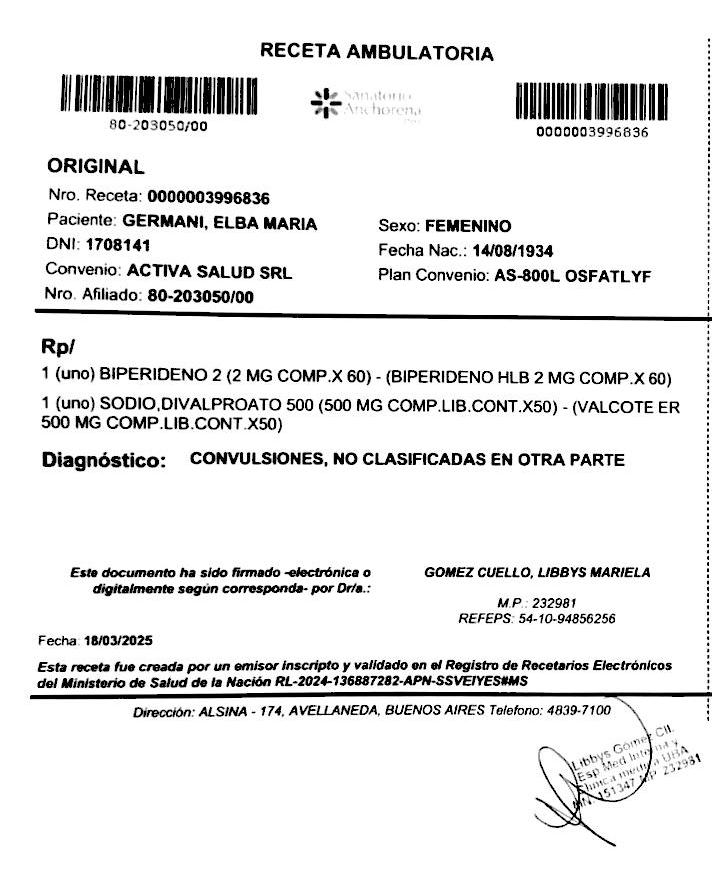 RECETA AMBULATORIA
80-203050/00
Sanatorio
Anchorena
0000003996836
ORIGINAL
Nro. Receta: 0000003996836
Paciente: GERMANI, ELBA MARIA
Sexo: FEMENINO
DNI: 1708141
Fecha Nac.: 14/08/1934
Convenio: ACTIVA SALUD SRL
Plan Convenio: AS-800L OSFATLYF
Nro. Afiliado: 80-203050/00
Rp/
1 (uno) BIPERIDENO 2 (2 MG COMP.X 60) - (BIPERIDENO HLB 2 MG COMP.X 60)
1 (uno) SODIO,DIVALPROATO 500 (500 MG COMP.LIB.CONT.X50) - (VALCOTE ER
500 MG COMP.LIB.CONT.X50)
Diagnóstico: CONVULSIONES, NO CLASIFICADAS EN OTRA PARTE
Este documento ha sido firmado -electrónica o
digitalmente según corresponda- por Dr/a.:
GOMEZ CUELLO, LIBBYS MARIELA
M.P.: 232981
REFEPS: 54-10-94856256
Fecha: 18/03/2025
Esta receta fue creada por un emisor inscripto y validado en el Registro de Recetarios Electrónicos
del Ministerio de Salud de la Nación RL-2024-136887282-APN-SSVEIYES#MS
Dirección: ALSINA - 174, AVELLANEDA, BUENOS AIRES Telefono: 4839-7100
Libbys Gómez
Esp Med Interna y
Clínica médica UBA
151347 MP 232981